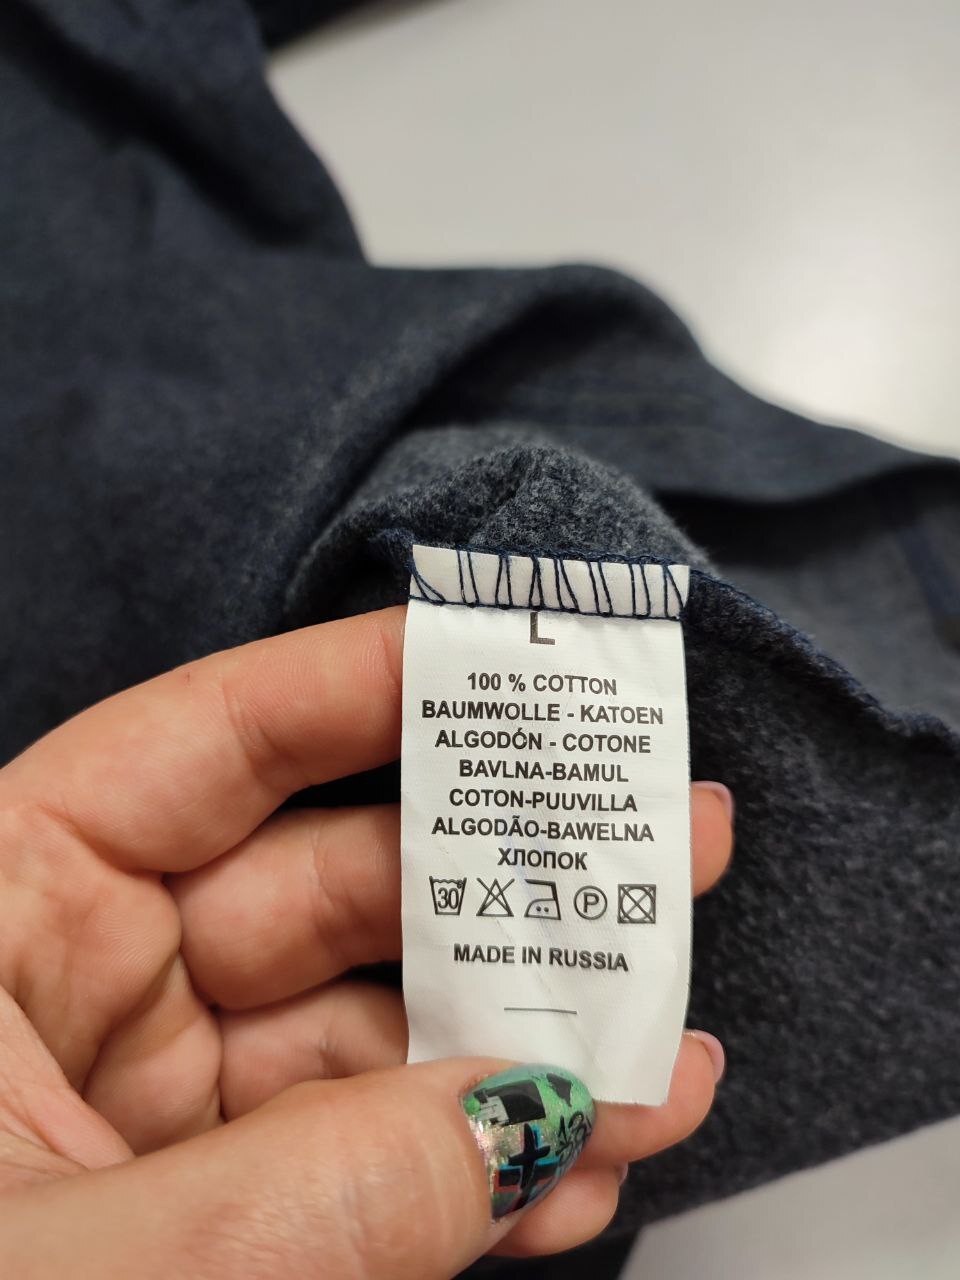 L
100 % COTTON
BAUMWOLLE - KATOEN
ALGODÓN - COTONE
BAVLNA-BAMUL
COTON-PUUVILLA
ALGODÃO-BAWELNA
ХЛОПОК
30°
P
MADE IN RUSSIA